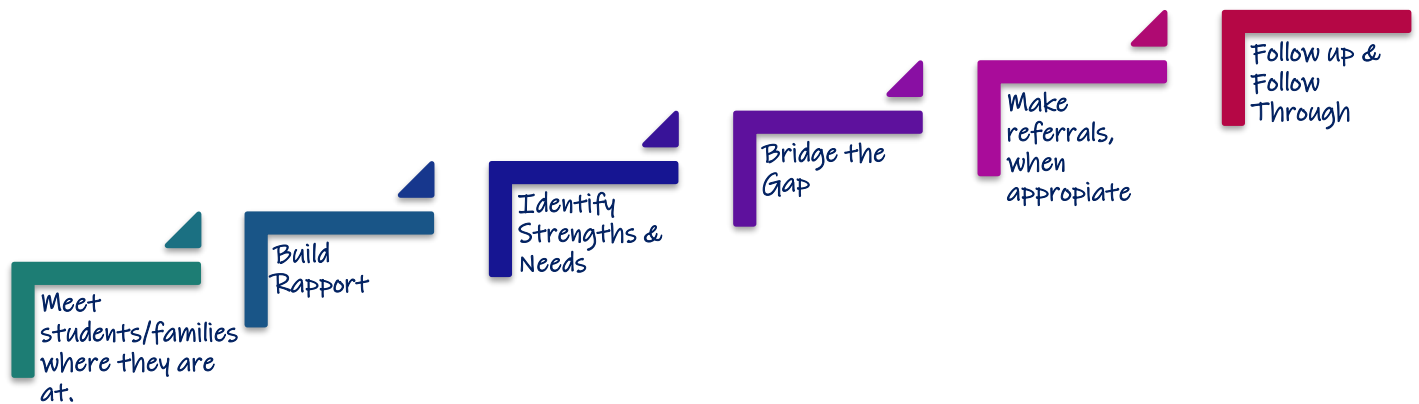 Meet
students/families
where they are
at.
Build
Rapport
Identify
Strengths &
Needs
Bridge the
Gap
Make
referrals,
when
appropiate
Follow up &
Follow
Through